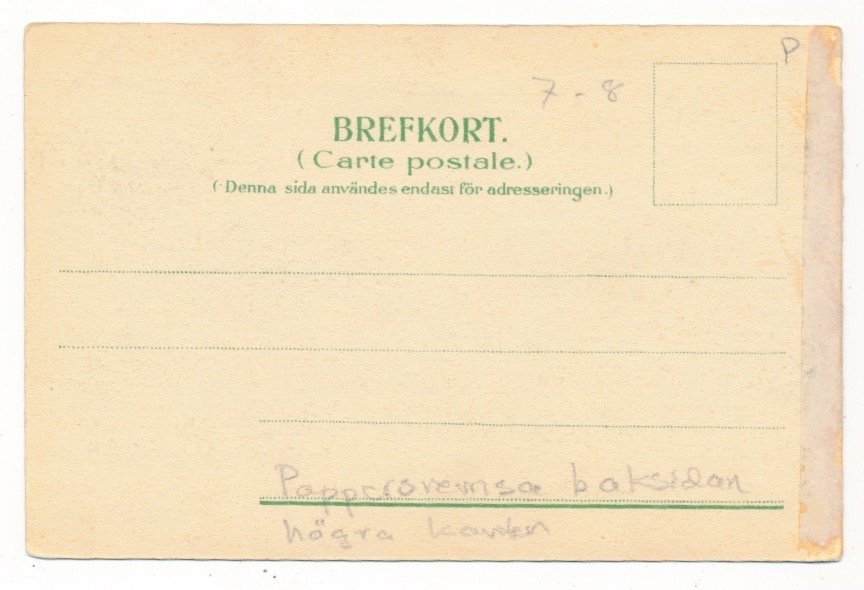 P
7 - 8
BREFKORT.
(Carte postale.)
(Denna sida användes endast för adresseringen.)
Pappersremsa baksidan
högra kanten